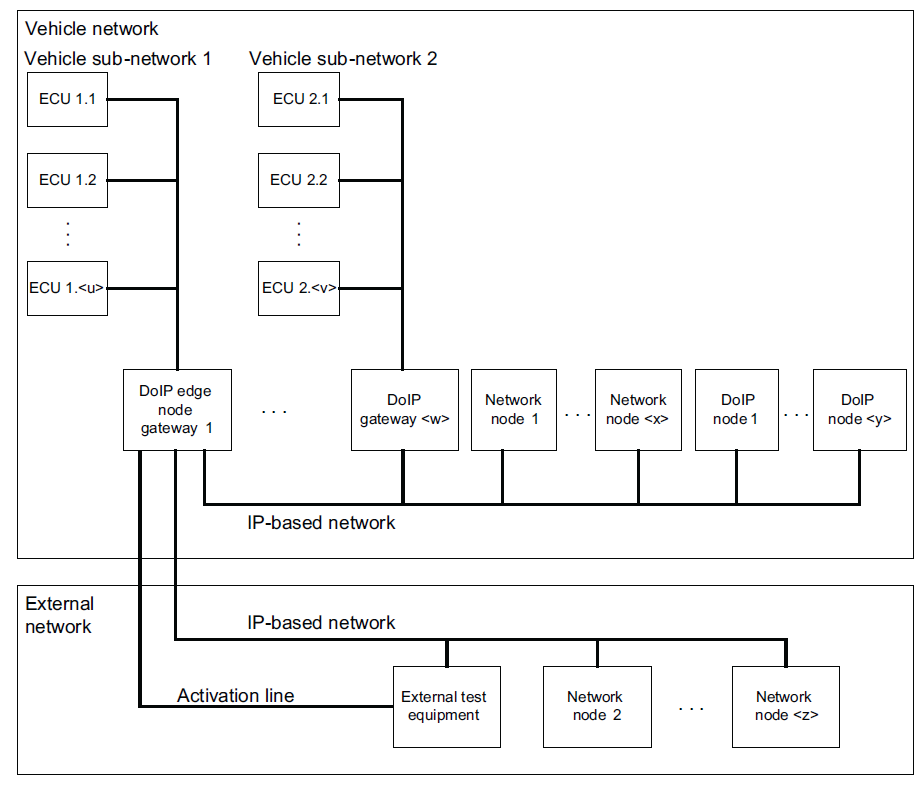 Vehicle network
Vehicle sub-network 1
Vehicle sub-network 2
ECU 1.1
ECU 2.1
ECU 1.2
ECU 2.2
ECU 1.<u>
ECU 2.<v>
DoIP edge
node
gateway 1
. . .
DoIP
gateway <w>
Network
node 1
. . .
Network
node <x>
DoIP
node 1
. . .
DoIP
node <y>
IP-based network
External
network
IP-based network
Activation line
External test
equipment
Network
node 2
. . .
Network
node <z>